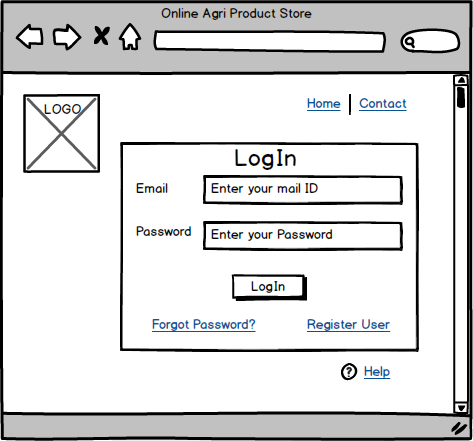 Online Agri Product Store
LOGO
Home Contact
LogIn
Email Enter your mail ID
Password Enter your Password
LogIn
Forgot Password? Register User
? Help